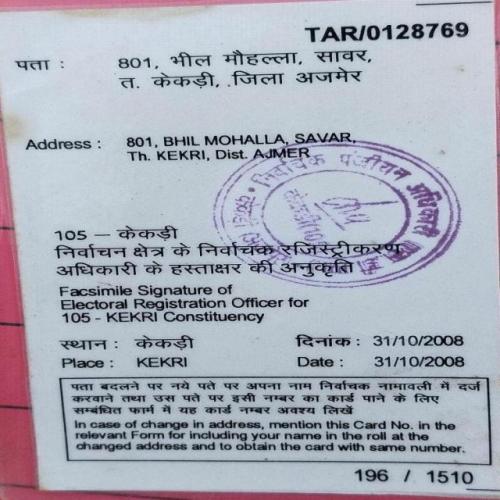 TAR/0128769
पता : 801, भील मौहल्ला, सावर,
त. केकड़ी, जिला अजमेर
Address : 801, BHIL MOHALLA, SAVAR,
Th. KEKRI, Dist. AJMER
निर्वाचक पंजीयन अधिकारी
105 – केकड़ी
निर्वाचन क्षेत्र के निर्वाचक रजिस्ट्रीकरण
अधिकारी के हस्ताक्षर की अनुकृति
Facsimile Signature of
Electoral Registration Officer for
105 - KEKRI Constituency
स्थान : केकड़ी दिनांक : 31/10/2008
Place : KEKRI Date : 31/10/2008
पता बदलने पर नये पते पर अपना नाम निर्वाचक नामावली में दर्ज
करवाने तथा उस पते पर इसी नम्बर का कार्ड पाने के लिए
सम्बंधित फार्म में यह कार्ड नम्बर अवश्य लिखें
In case of change in address, mention this Card No. in the
relevant Form for including your name in the roll at the
changed address and to obtain the card with same number.
196 / 1510